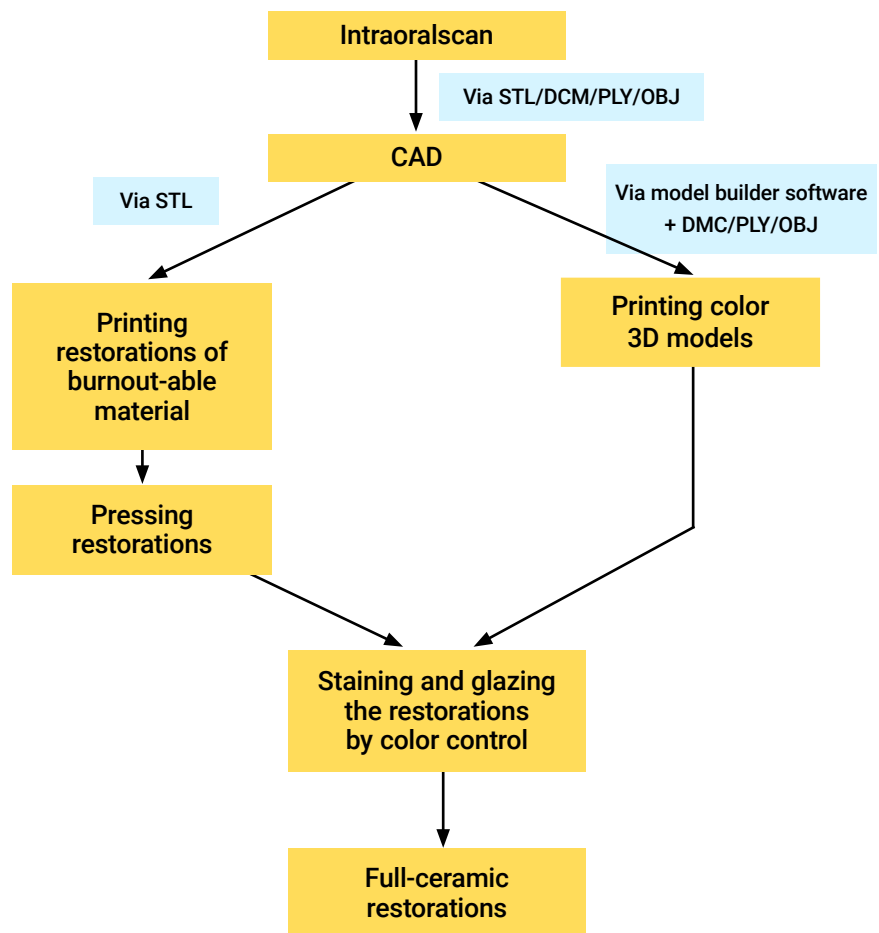 Intraoralscan
Via STL/DCM/PLY/OBJ
CAD
Via STL
Via model builder software
+ DMC/PLY/OBJ
Printing
restorations of
burnout-able
material
Printing color
3D models
Pressing
restorations
Staining and glazing
the restorations
by color control
Full-ceramic
restorations